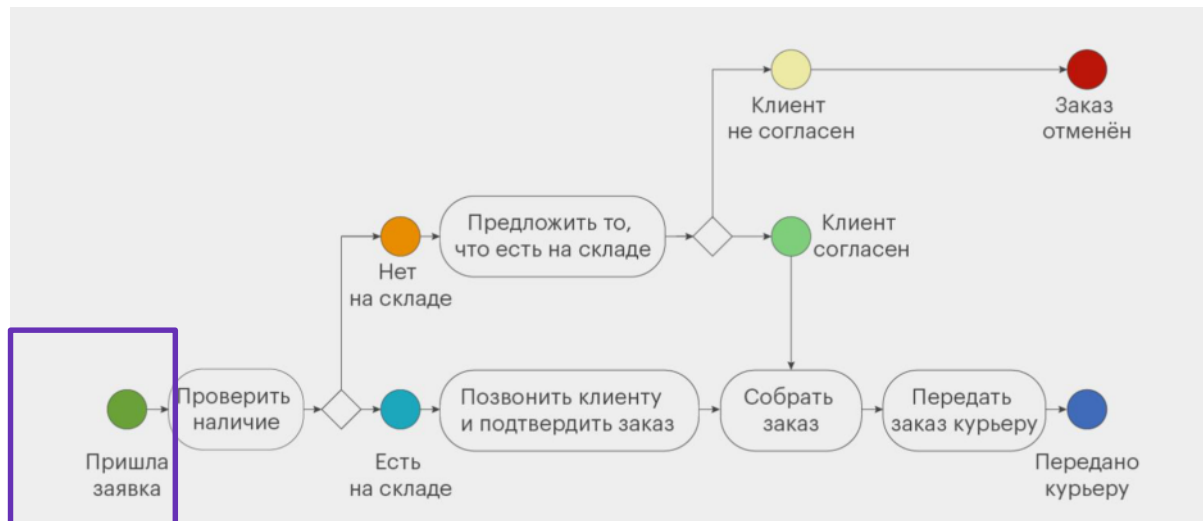 Клиент
не согласен
Заказ
отменён
Предложить то,
что есть на складе
Клиент
согласен
Нет
на складе
Проверить
наличие
Позвонить клиенту
и подтвердить заказ
Собрать
заказ
Передать
заказ курьеру
Пришла
заявка
Есть
на складе
Передано
курьеру